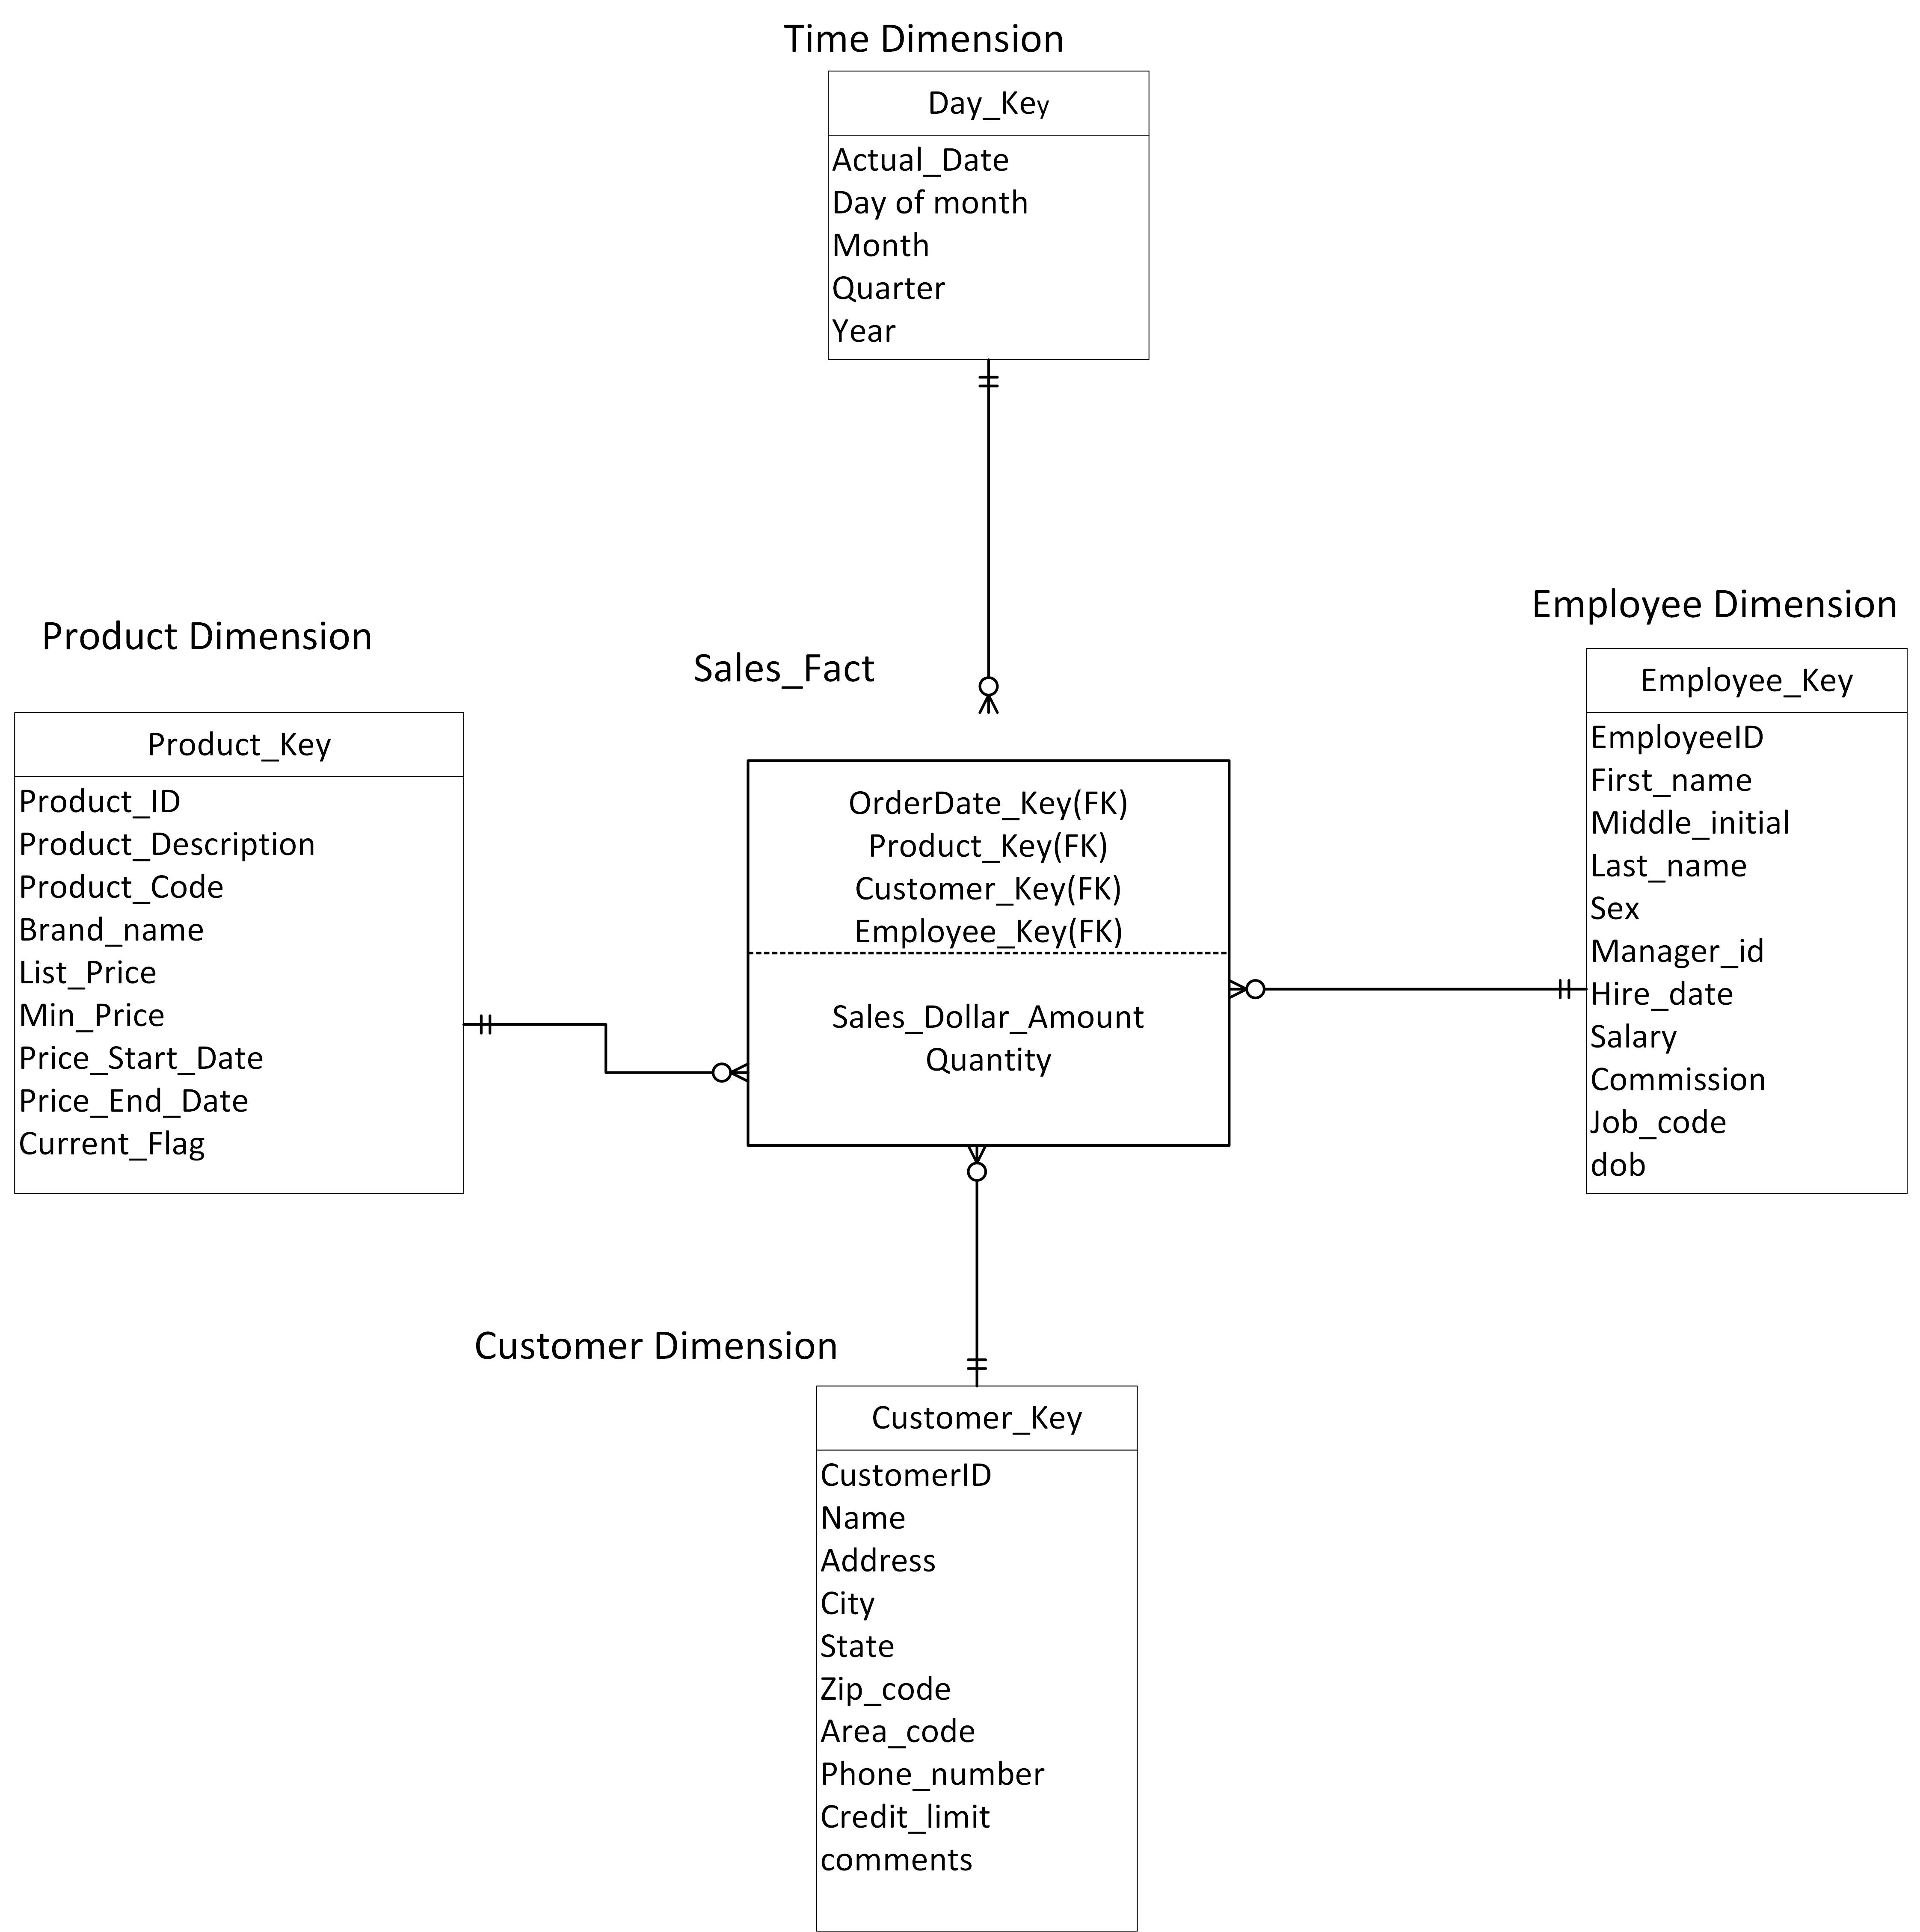 Time Dimension
Day_Key
Actual_Date
Day of month
Month
Quarter
Year
Product Dimension
Product_Key
Product_ID
Product_Description
Product_Code
Brand_name
List_Price
Min_Price
Price_Start_Date
Price_End_Date
Current_Flag
Sales_Fact
OrderDate_Key(FK)
Product_Key(FK)
Customer_Key(FK)
Employee_Key(FK)
Sales_Dollar_Amount
Quantity
Employee Dimension
Employee_Key
EmployeeID
First_name
Middle_initial
Last_name
Sex
Manager_id
Hire_date
Salary
Commission
Job_code
dob
Customer Dimension
Customer_Key
CustomerID
Name
Address
City
State
Zip_code
Area_code
Phone_number
Credit_limit
comments